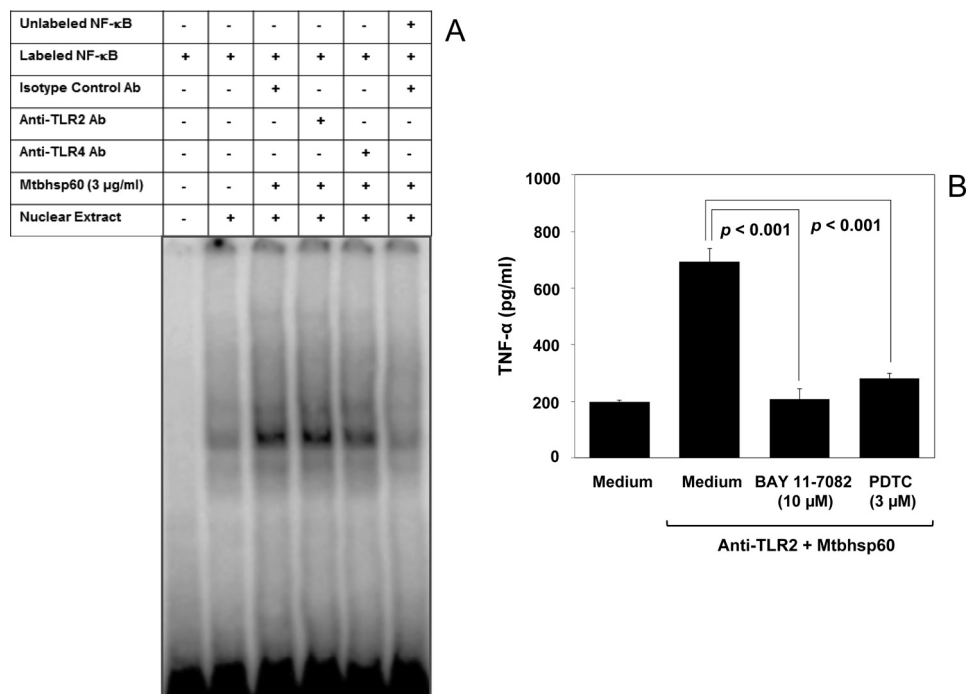 Unlabeled NF-κB - - - - - +
Labeled NF-κB + + + + + +
Isotype Control Ab - - + - - +
Anti-TLR2 Ab - - - + - -
Anti-TLR4 Ab - - - - + -
Mtbhsp60 (3 µg/ml) - - + + + +
Nuclear Extract - + + + + +
A
B
1000
800
600
400
200
0
TNF-α (pg/ml)
p < 0.001
p < 0.001
Medium Medium BAY 11-7082 PDTC
(10 µM) (3 µM)
Anti-TLR2 + Mtbhsp60